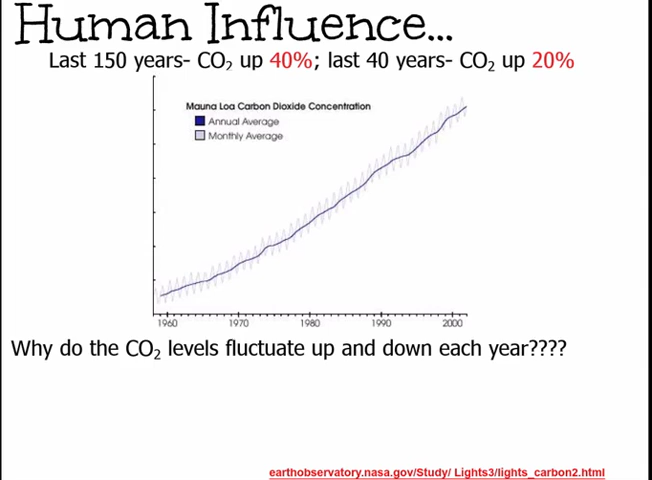 Human Influence...
Last 150 years- CO₂ up 40%; last 40 years- CO₂ up 20%
Mauna Loa Carbon Dioxide Concentration
Annual Average
Monthly Average
1960 1970 1980 1990 2000
Why do the CO₂ levels fluctuate up and down each year????
earthobservatory.nasa.gov/Study/ Lights3/lights_carbon2.html